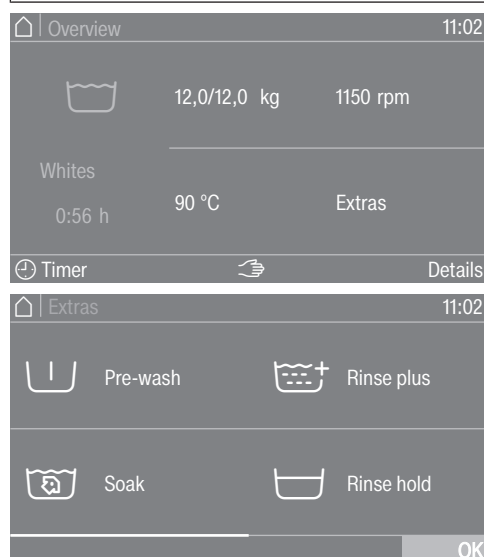 Overview 11:02
12,0/12,0 kg 1150 rpm
Whites
0:56 h
90 °C Extras
Timer Details
Extras 11:02
Pre-wash Rinse plus
Soak Rinse hold
OK